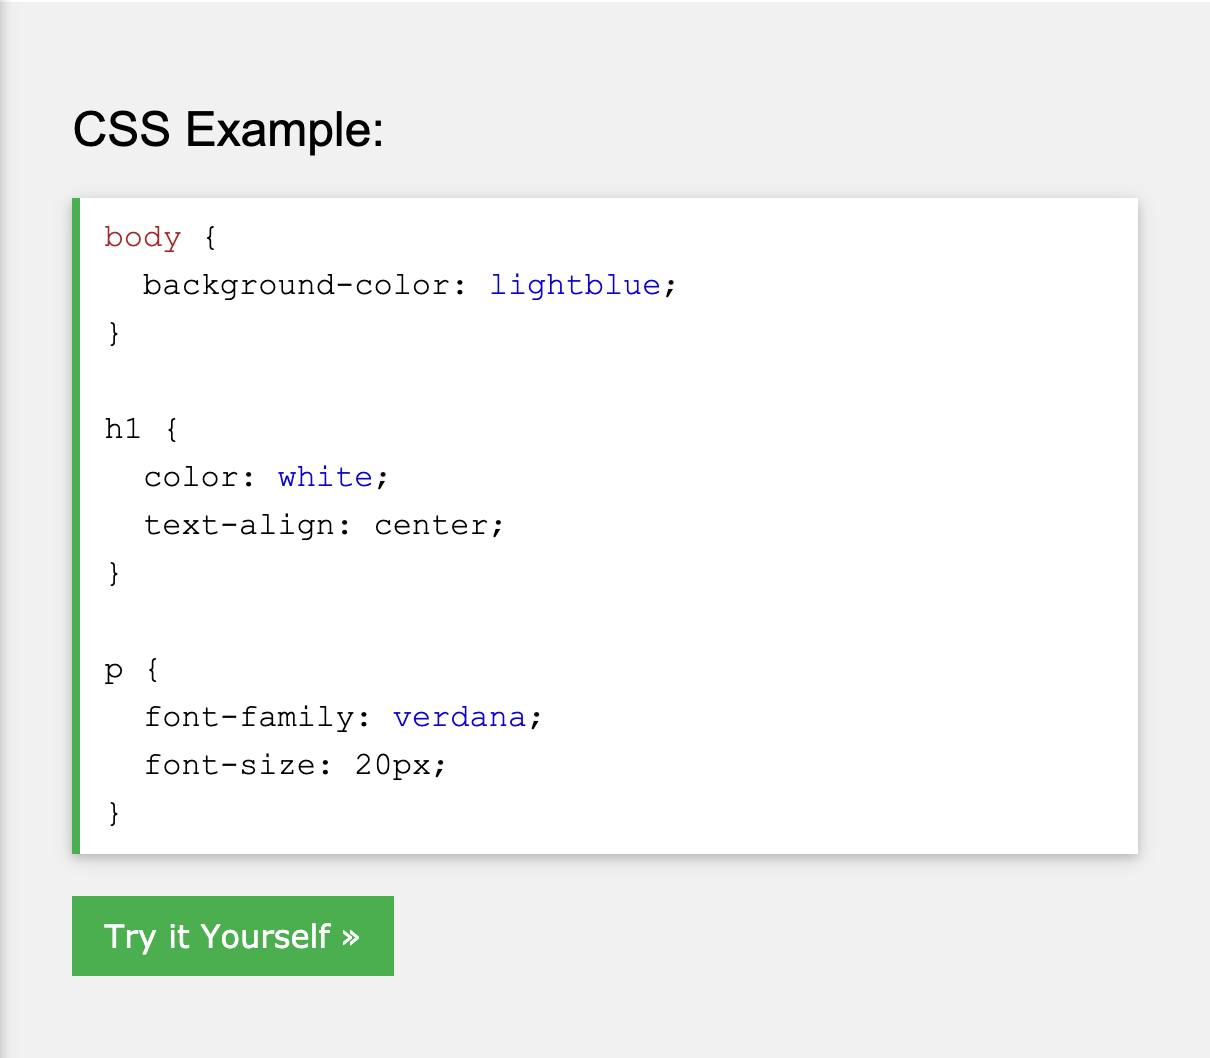 CSS Example:
body {
  background-color: lightblue;
}
h1 {
  color: white;
  text-align: center;
}
p {
  font-family: verdana;
  font-size: 20px;
}
Try it Yourself »